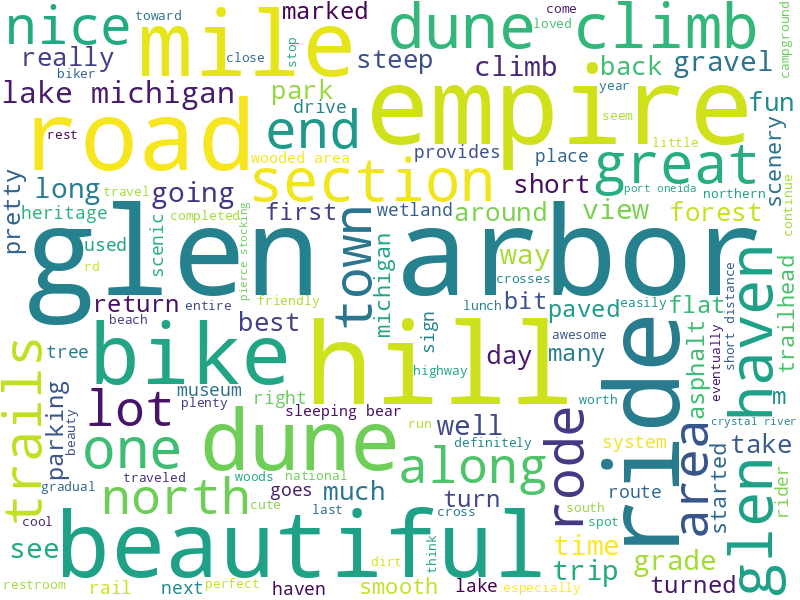 toward
come
marked
nice
mile
dune climb
loved
campground
really
close
stop
steep
climb
back
gravel
biker
lake michigan
park
empire
year
fun
drive
road
rest
end
seem
little
wooded area
provides
place
great
scenery
pretty
long
going
section
short
port oneida
northern
travel
heritage
completed
pierce stocking
first
town
wetland
around
view
forest
continue
used
scenic
glen arbor
rd
michigan
way
crosses
return
entire
friendly
lunch
bit
paved
easily
flat
short distance
haven
trailhead
beach
best
sign
awesome
many
asphalt
eventually
tree
bike
hill
day
ride
m
museum
highway
trails
parking
beauty
lot
plenty
right
sleeping bear
run
well
worth
rode
crystal river
one
dune
definitely
system
area
take
along
traveled
woods
national
route
started
glen
rider
gradual
north
cute
goes
much
turn
south
cool
last
cross
spot
see
beautiful
think
time
dirt
trip
grade
restroom
rail
next
perfect
haven
smooth
lake
especially
turned